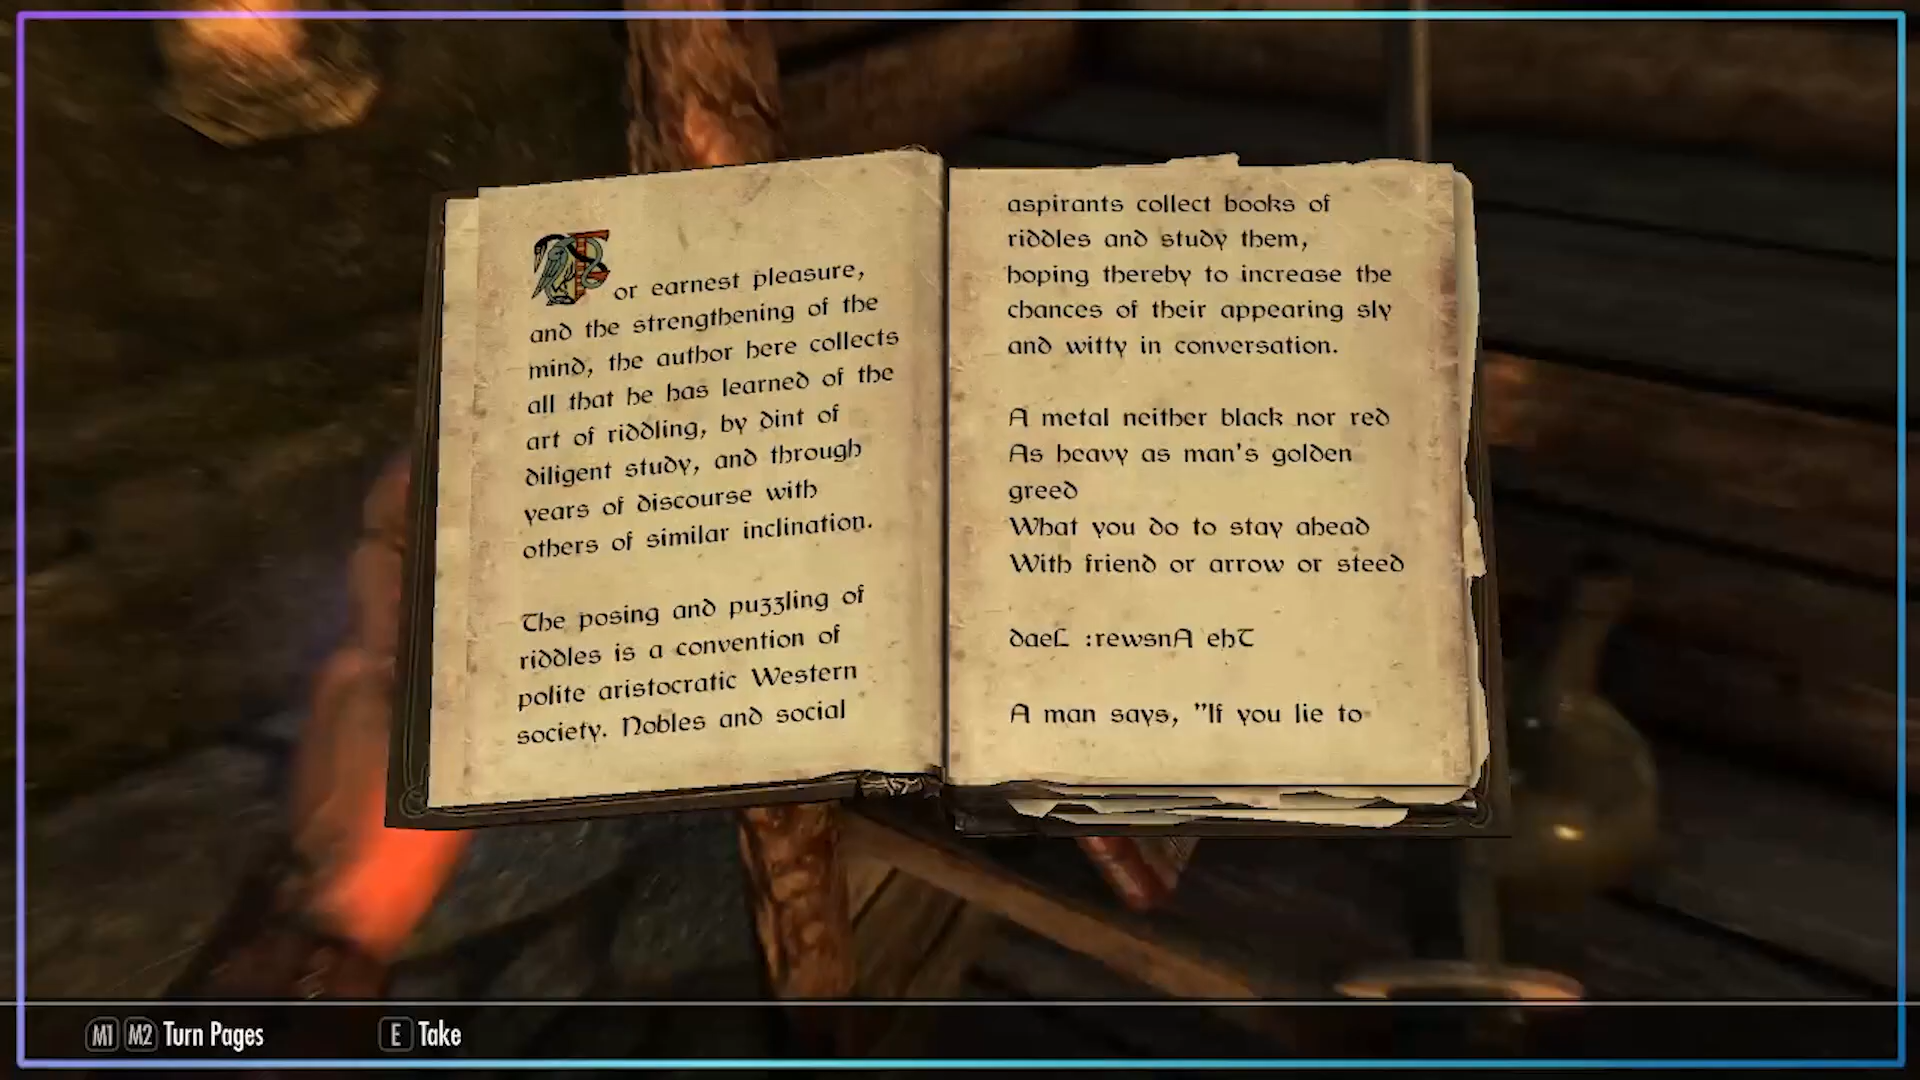 For earnest pleasure,
and the strengthening of the
mind, the author here collects
all that he has learned of the
art of riddling, by dint of
diligent study, and through
years of discourse with
others of similar inclination.
The posing and puzzling of
riddles is a convention of
polite aristocratic Western
society. Nobles and social
aspirants collect books of
riddles and study them,
hoping thereby to increase the
chances of their appearing sly
and witty in conversation.
A metal neither black nor red
As heavy as man's golden
greed
What you do to stay ahead
With friend or arrow or steed
daeL :rewsnA ehT
A man says, "If you lie to
M1 M2 Turn Pages
E Take